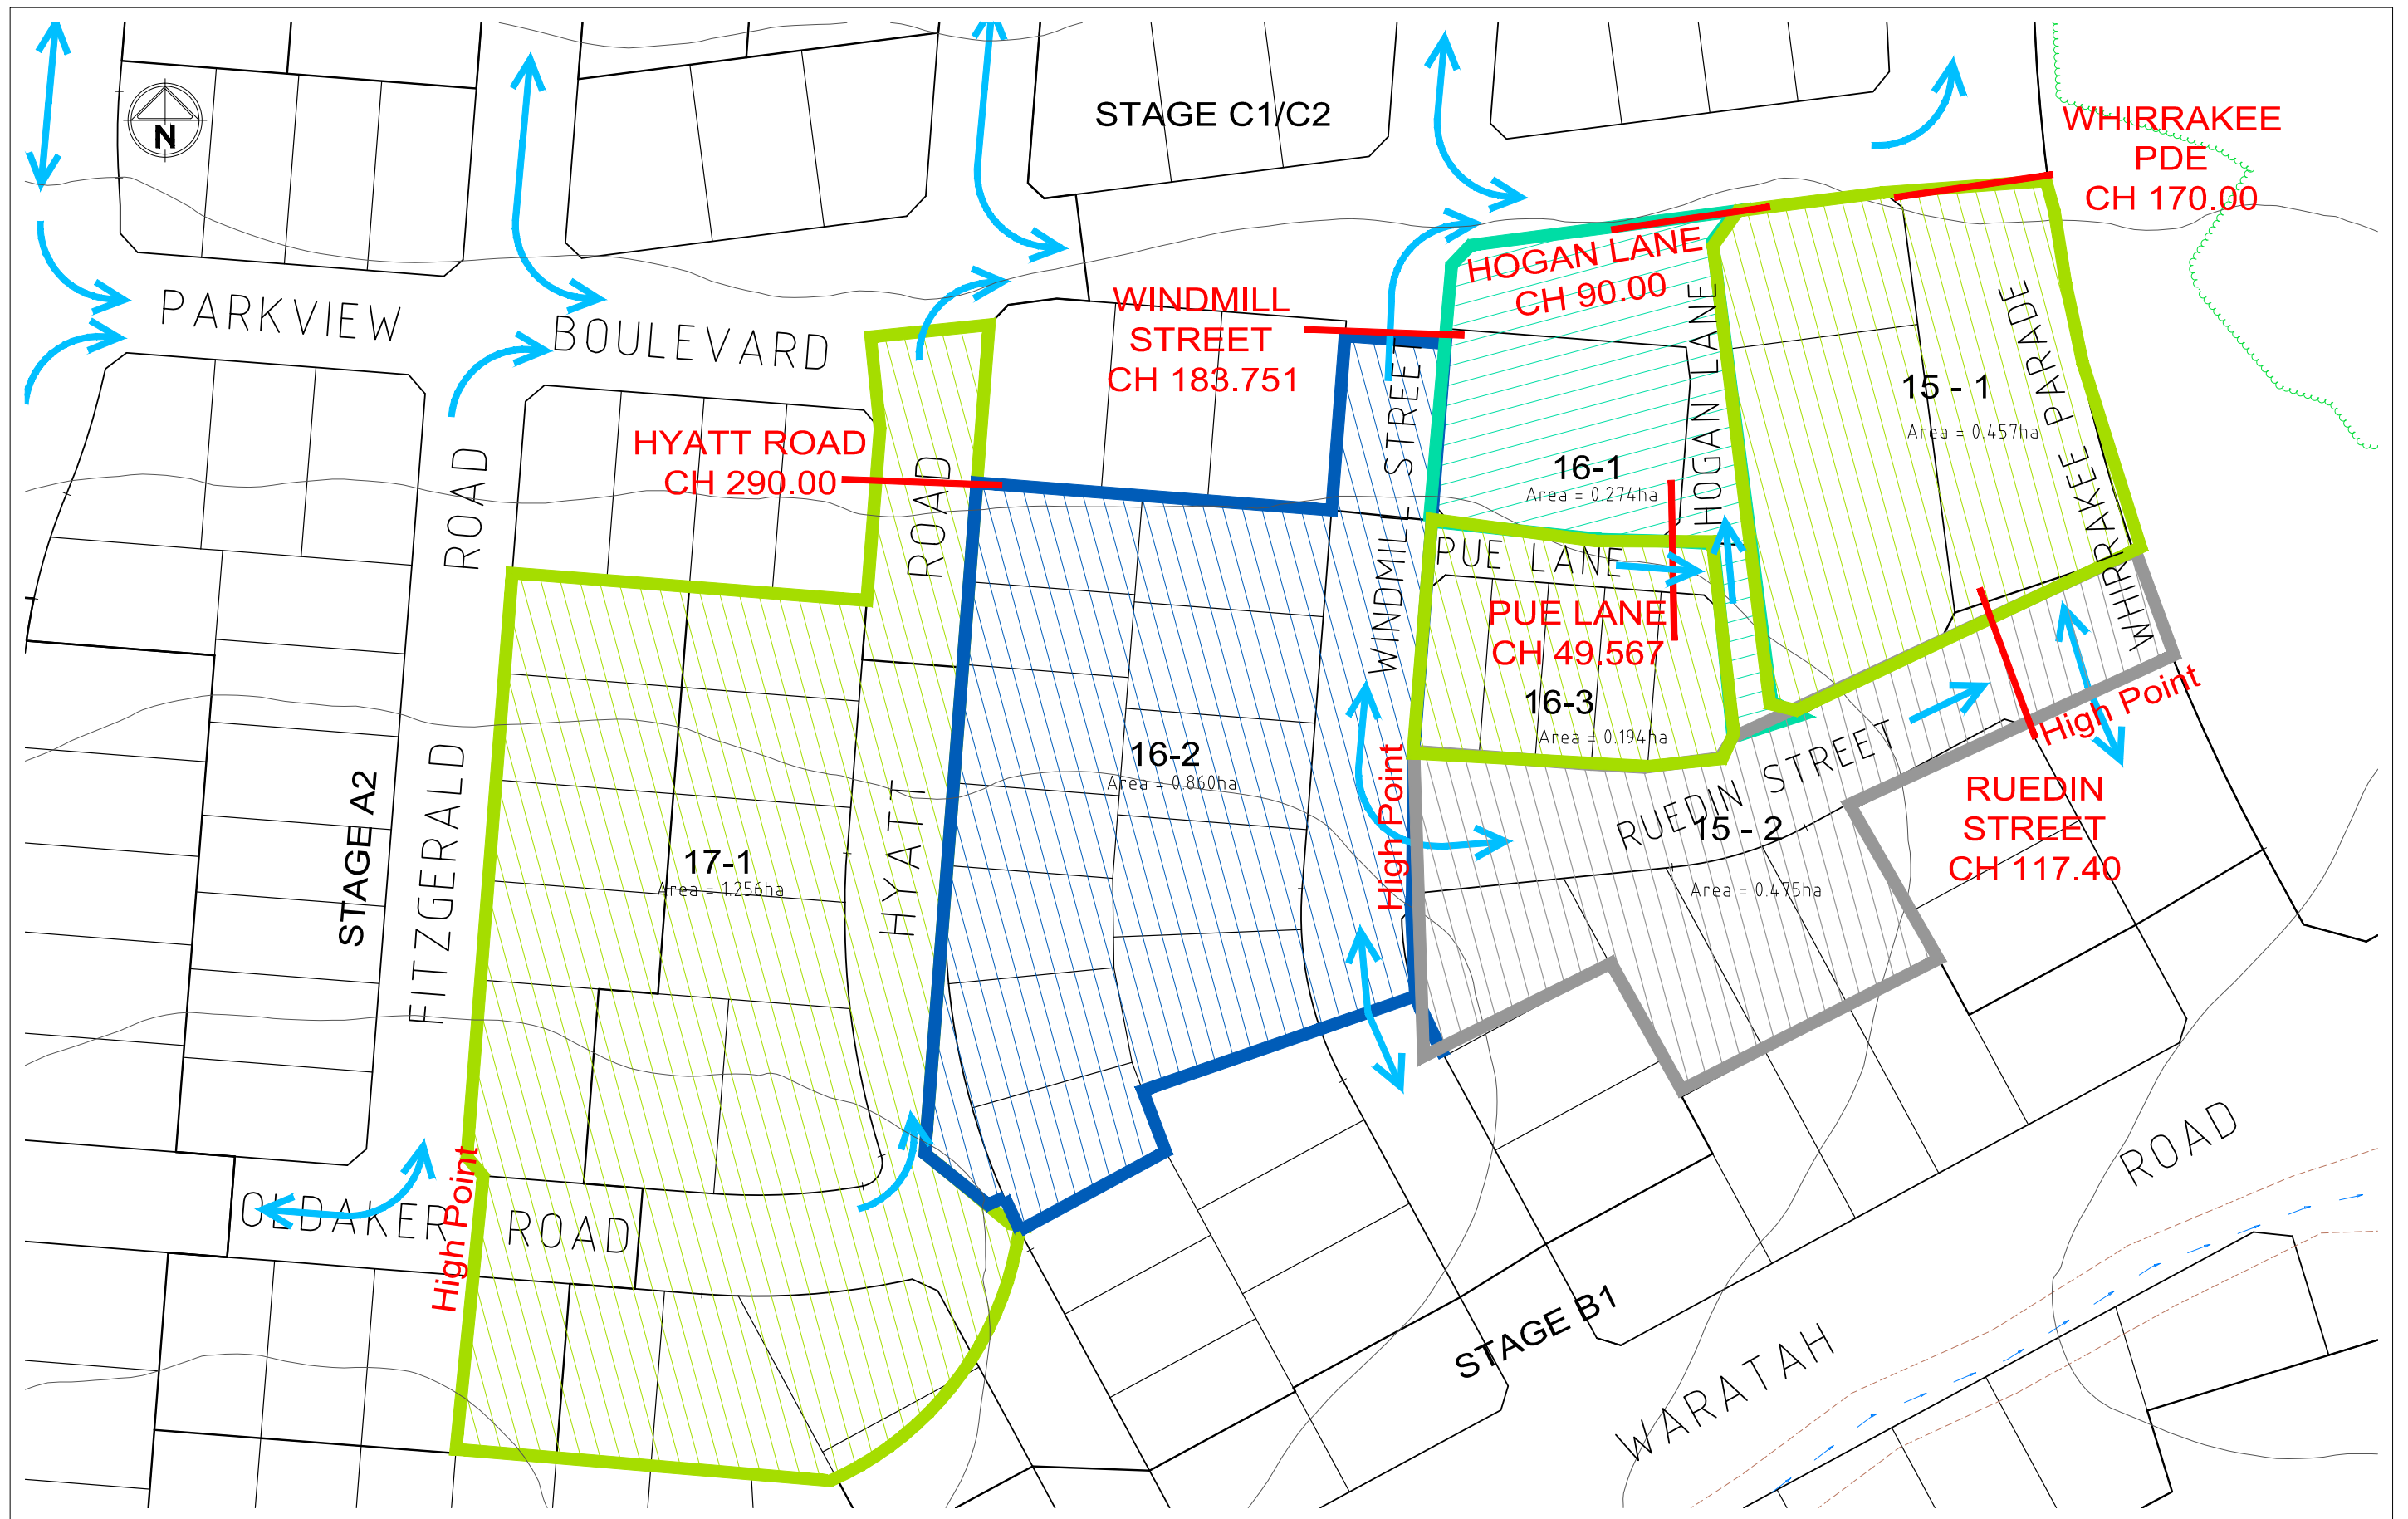 STAGE C1/C2
N
WHIRRAKEE
PDE
CH 170.00
HOGAN LANE
CH 90.00
WINDMILL
STREET
CH 183.751
PARKVIEW
BOULEVARD
HYATT ROAD
CH 290.00
ROAD
ROAD
WINDMILL STREET
HOGAN LANE
16-1
Area = 0.274ha
15 - 1
Area = 0.457ha
WHIRRAKEE PARADE
WHIRRAKEE
PUE LANE
PUE LANE
CH 49.567
16-3
Area = 0.194ha
High Point
16-2
Area = 0.860ha
High Point
RUEDIN STREET
15 - 2
Area = 0.475ha
RUEDIN
STREET
CH 117.40
STAGE A2
FITZGERALD
17-1
Area = 1.256ha
HYATT
High Point
OLDAKER
ROAD
STAGE B1
WARATAH
ROAD